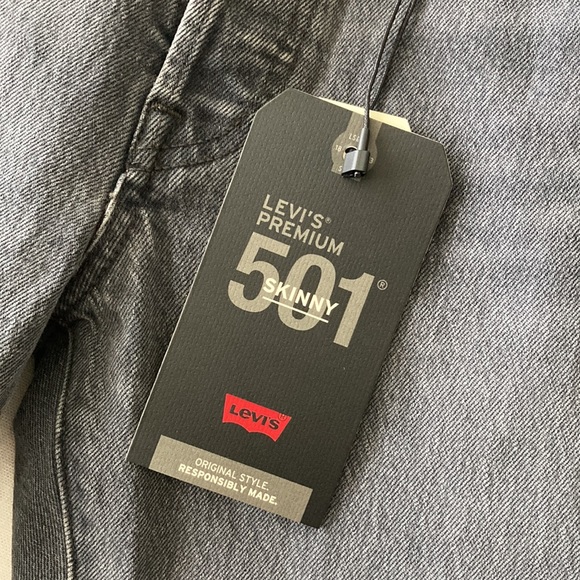 LEVI'S®
PREMIUM
501®
SKINNY
LEVI'S®
ORIGINAL STYLE.
RESPONSIBLY MADE.